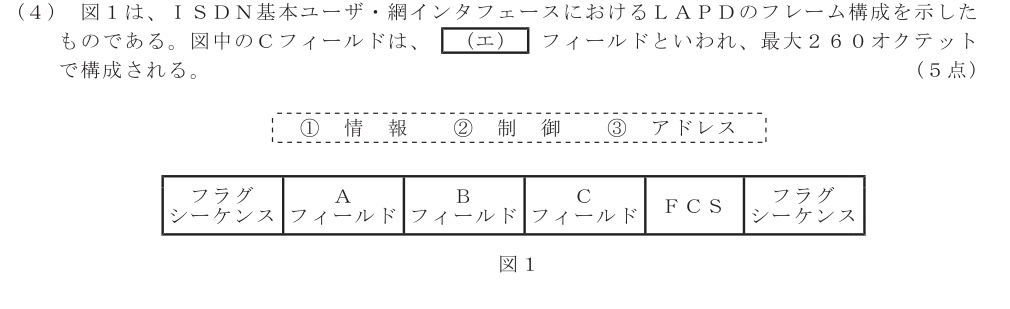 （４） 図１は、ＩＳＤＮ基本ユーザ・網インタフェースにおけるＬＡＰＤのフレーム構成を示した
ものである。図中のＣフィールドは、 （エ） フィールドといわれ、最大２６０オクテット
で構成される。 （５点）
① 情 報 ② 制 御 ③ アドレス
フラグ
シーケンス
Ａ
フィールド
Ｂ
フィールド
Ｃ
フィールド
ＦＣＳ
フラグ
シーケンス
図１